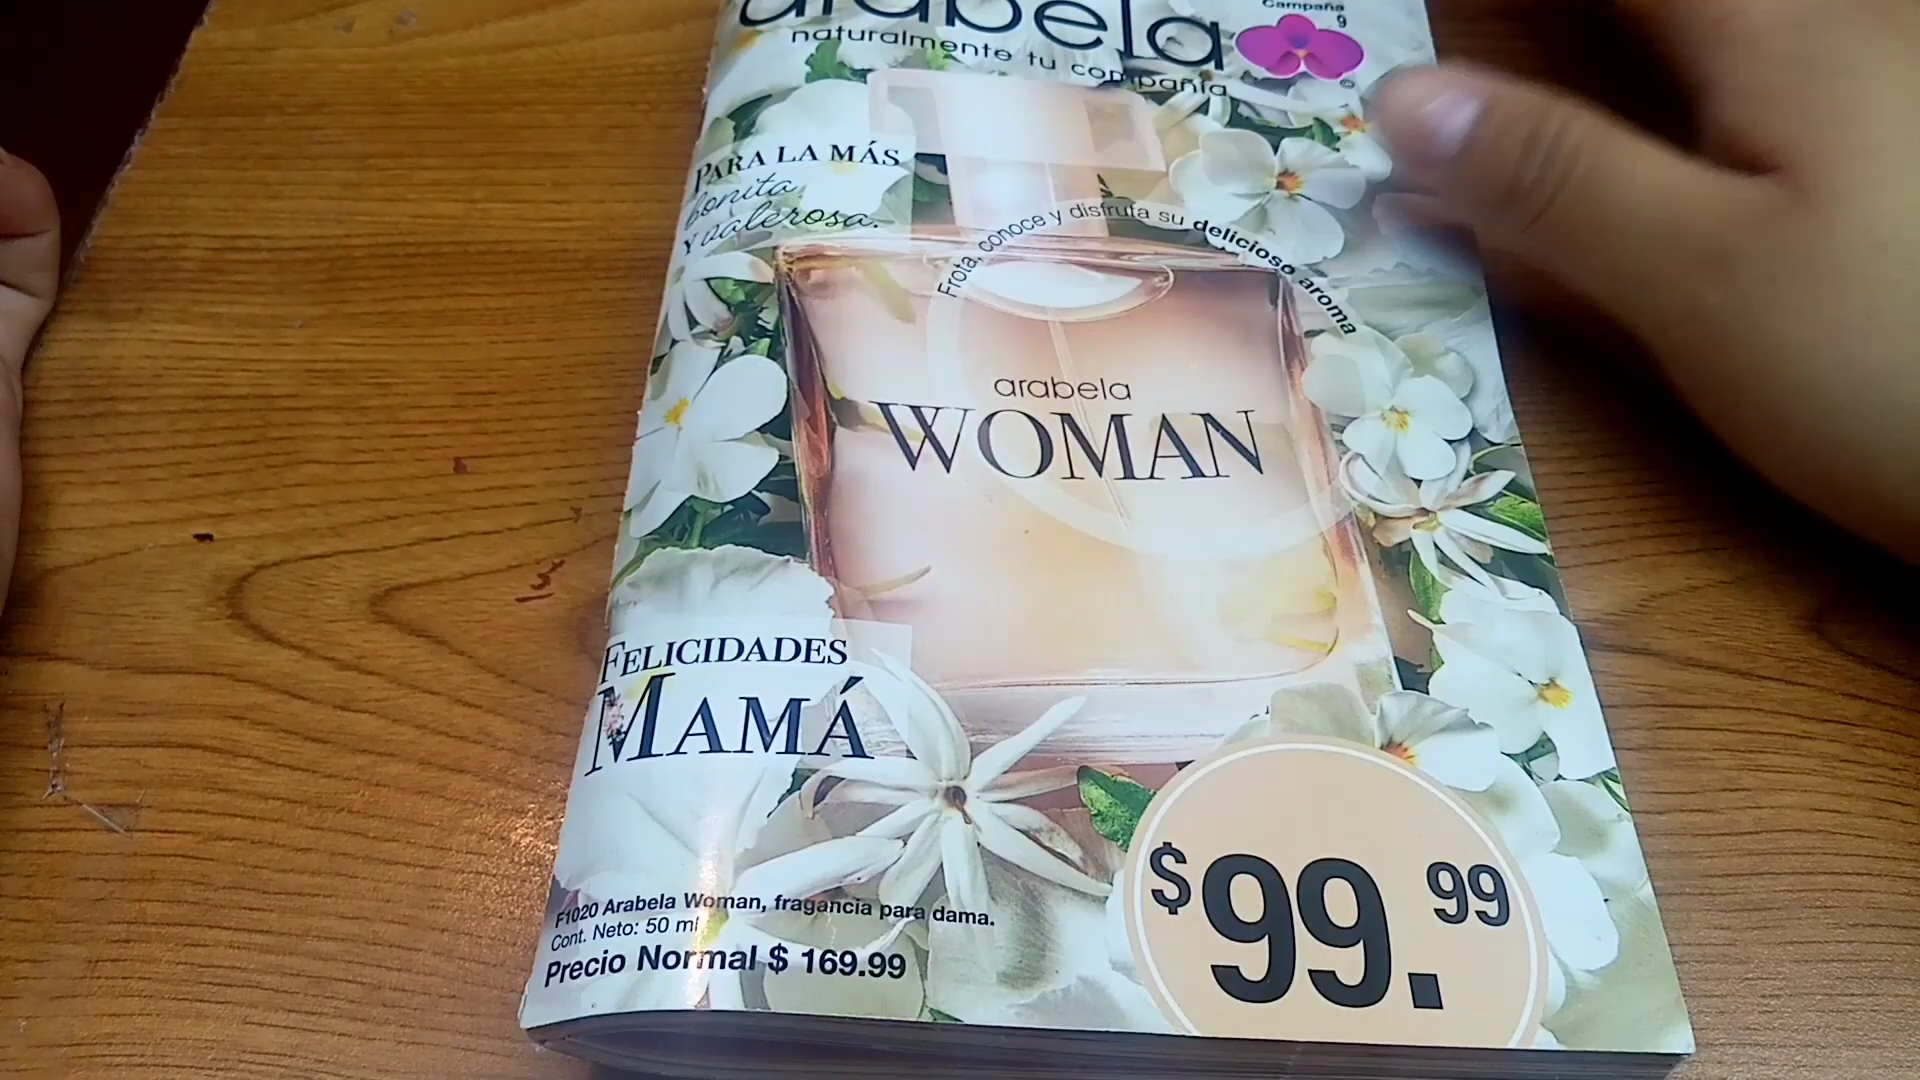 arabela
Campaña
9
naturalmente tu compañía
PARA LA MÁS
bonita
Y valerosa.
Frota, conoce y disfruta su delicioso aroma
arabela
WOMAN
FELICIDADES
MAMÁ
F1020 Arabela Woman, fragancia para dama.
Cont. Neto: 50 ml
Precio Normal $ 169.99
$99.99